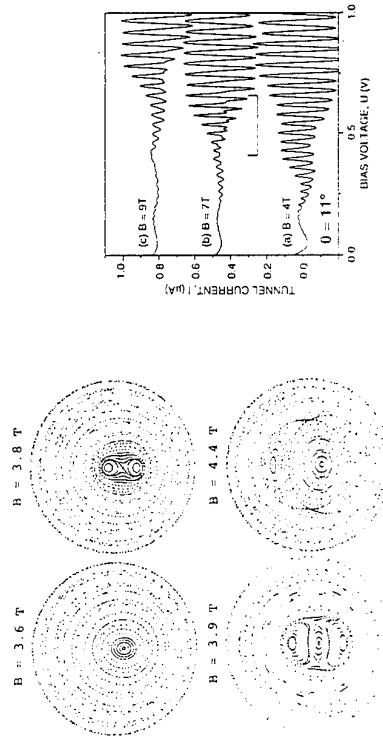 B = 3.6 T
B = 3.8 T
B = 3.9 T
B = 4.4 T
TUNNEL CURRENT, I (μA)
1.0
0.8
0.6
0.4
0.2
0.0
(c) B = 9T
(b) B = 7T
(a) B = 4T
θ = 11°
0.0
0.5
1.0
BIAS VOLTAGE, U (V)